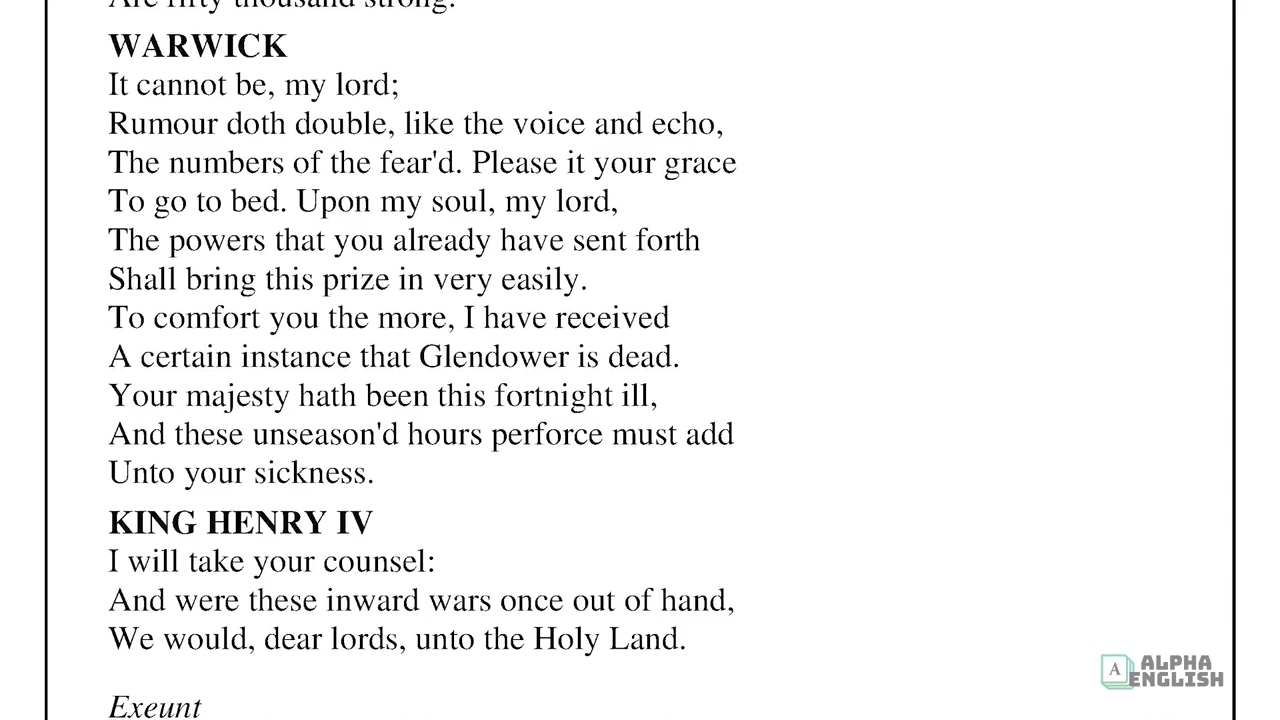 Are fifty thousand strong.
WARWICK
It cannot be, my lord;
Rumour doth double, like the voice and echo,
The numbers of the fear'd. Please it your grace
To go to bed. Upon my soul, my lord,
The powers that you already have sent forth
Shall bring this prize in very easily.
To comfort you the more, I have received
A certain instance that Glendower is dead.
Your majesty hath been this fortnight ill,
And these unseason'd hours perforce must add
Unto your sickness.
KING HENRY IV
I will take your counsel:
And were these inward wars once out of hand,
We would, dear lords, unto the Holy Land.
Exeunt
A ALPHA
ENGLISH